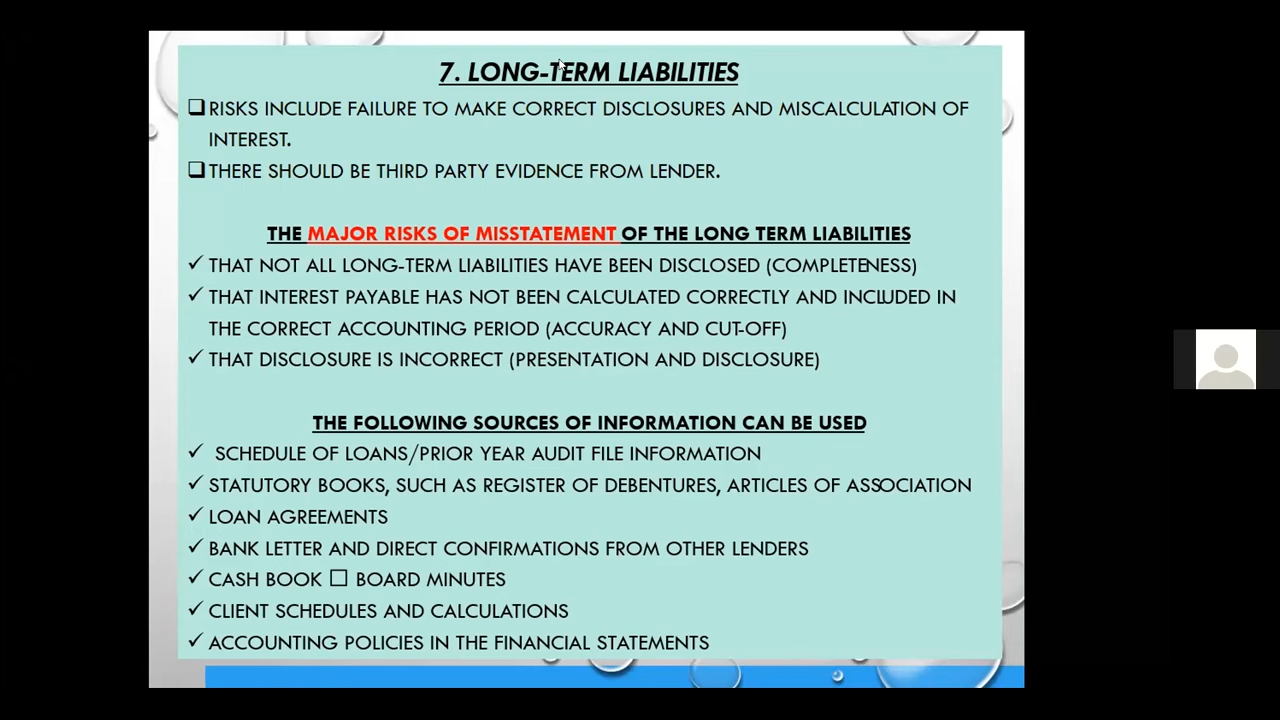 7. LONG-TERM LIABILITIES
❑ RISKS INCLUDE FAILURE TO MAKE CORRECT DISCLOSURES AND MISCALCULATION OF
INTEREST.
❑ THERE SHOULD BE THIRD PARTY EVIDENCE FROM LENDER.
THE MAJOR RISKS OF MISSTATEMENT OF THE LONG TERM LIABILITIES
✓ THAT NOT ALL LONG-TERM LIABILITIES HAVE BEEN DISCLOSED (COMPLETENESS)
✓ THAT INTEREST PAYABLE HAS NOT BEEN CALCULATED CORRECTLY AND INCLUDED IN
THE CORRECT ACCOUNTING PERIOD (ACCURACY AND CUT-OFF)
✓ THAT DISCLOSURE IS INCORRECT (PRESENTATION AND DISCLOSURE)
THE FOLLOWING SOURCES OF INFORMATION CAN BE USED
✓ SCHEDULE OF LOANS/PRIOR YEAR AUDIT FILE INFORMATION
✓ STATUTORY BOOKS, SUCH AS REGISTER OF DEBENTURES, ARTICLES OF ASSOCIATION
✓ LOAN AGREEMENTS
✓ BANK LETTER AND DIRECT CONFIRMATIONS FROM OTHER LENDERS
✓ CASH BOOK □ BOARD MINUTES
✓ CLIENT SCHEDULES AND CALCULATIONS
✓ ACCOUNTING POLICIES IN THE FINANCIAL STATEMENTS